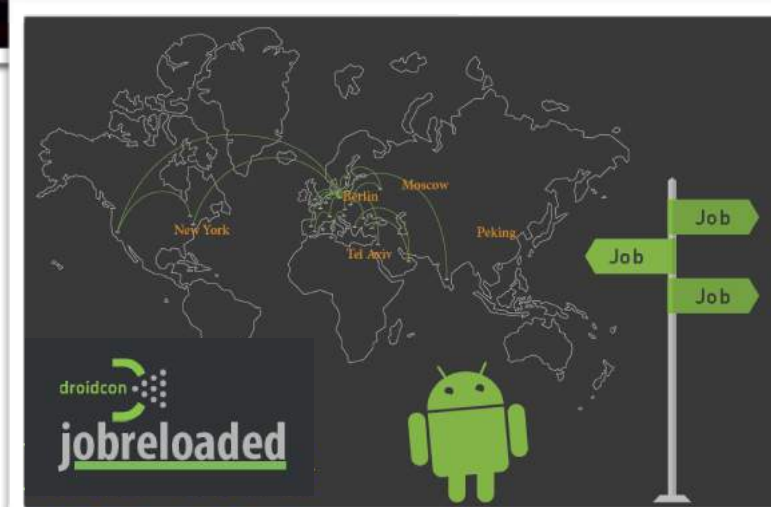 Moscow
Berlin
New York
Peking
Tel Aviv
Job
Job
Job
droidcon
jobreloaded